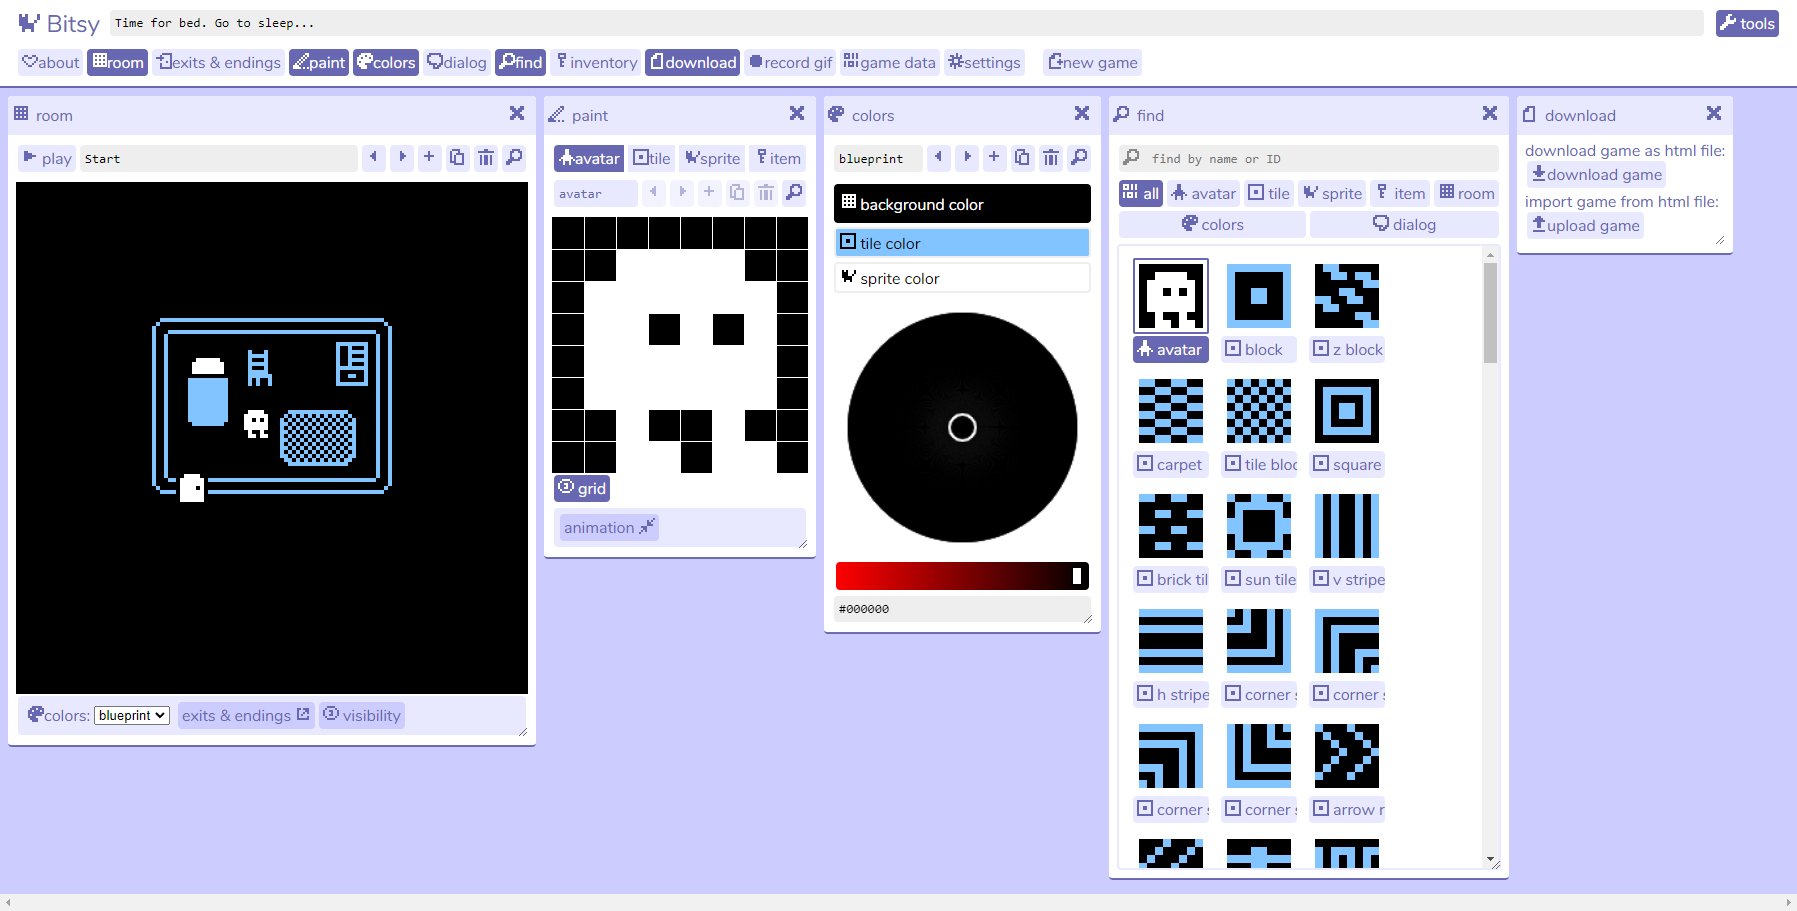 Bitsy
Time for bed. Go to sleep...
tools
about
room
exits & endings
paint
colors
dialog
find
inventory
download
record gif
game data
settings
new game
room
play
Start
colors:
blueprint
exits & endings
visibility
paint
avatar
tile
sprite
item
avatar
grid
animation
colors
blueprint
background color
tile color
sprite color
#000000
find
find by name or ID
all
avatar
tile
sprite
item
room
colors
dialog
avatar
block
z block
carpet
tile bloc
square
brick til
sun tile
v stripe
h stripe
corner s
corner s
corner s
corner s
arrow r
download
download game as html file:
download game
import game from html file:
upload game